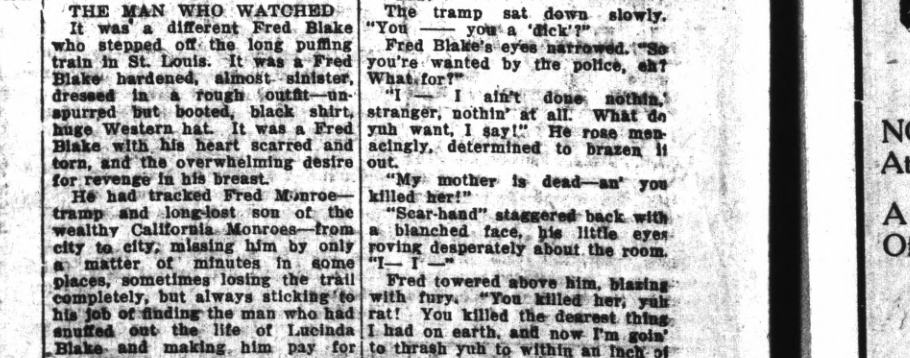 THE MAN WHO WATCHED
It was a different Fred Blake
who stepped off the long puffing
train in St. Louis. It was a Fred
Blake hardened, almost sinister,
dressed in a rough outfit—un-
spurred but booted, black shirt,
huge Western hat. It was a Fred
Blake with his heart scarred and
torn, and the overwhelming desire
for revenge in his breast.
He had tracked Fred Monroe—
tramp and long-lost son of the
wealthy California Monroes—from
city to city, missing him by only
a matter of minutes in some
places, sometimes losing the trail
completely, but always sticking to
his job of finding the man who had
snuffed out the life of Lucinda
Blake and making him pay for
The tramp sat down slowly.
"You —— you a 'dick'?"
Fred Blake's eyes narrowed. "So
you're wanted by the police, eh?
What for?"
"I — I ain't done nothin,'
stranger, nothin' at all. What do
yuh want, I say!" He rose men-
acingly, determined to brazen it
out.
"My mother is dead—an' you
killed her!"
"Scar-hand" staggered back with
a blanched face, his little eyes
roving desperately about the room.
"I— I —"
Fred towered above him, blazing
with fury. "You killed her, yuh
rat! You killed the dearest thing
I had on earth, and now I'm goin'
to thrash yuh to within an inch of
A